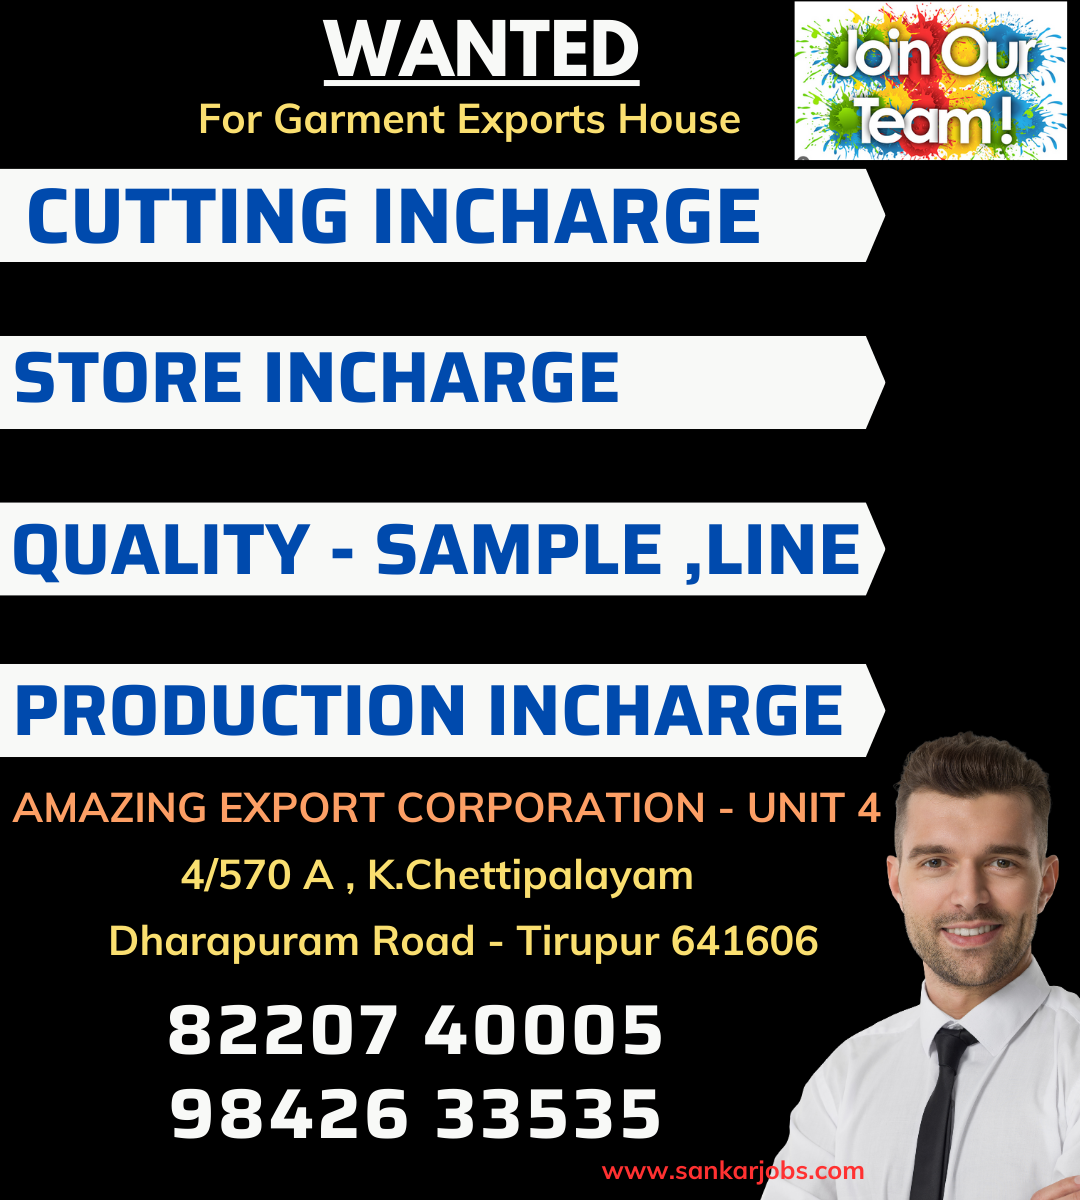 WANTED
For Garment Exports House
Join Our
Team !
CUTTING INCHARGE
STORE INCHARGE
QUALITY - SAMPLE ,LINE
PRODUCTION INCHARGE
AMAZING EXPORT CORPORATION - UNIT 4
4/570 A , K.Chettipalayam
Dharapuram Road - Tirupur 641606
82207 40005
98426 33535
www.sankarjobs.com